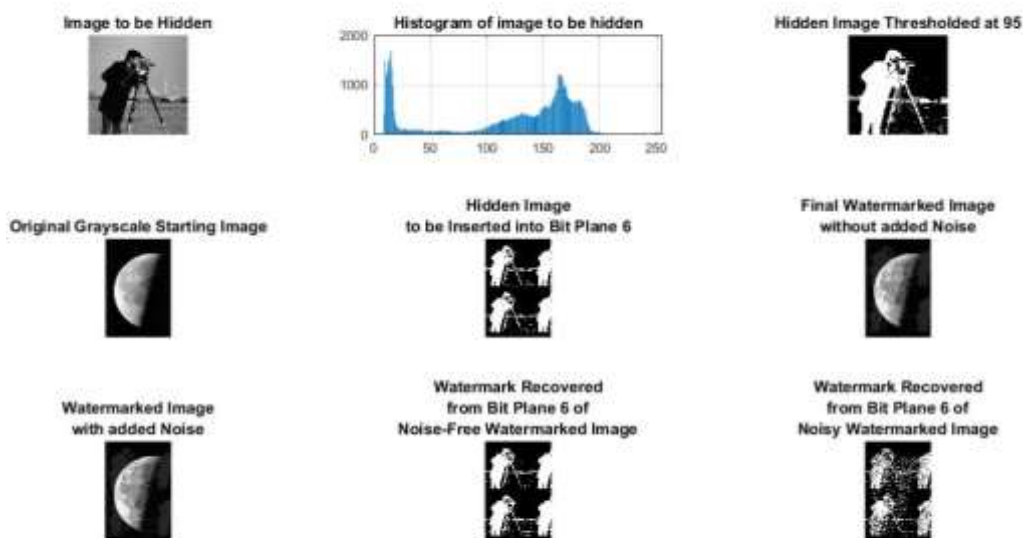 Image to be Hidden
Histogram of image to be hidden
2000
1000
0
0 50 100 150 200 250
Hidden Image Thresholded at 95
Original Grayscale Starting Image
Hidden Image
to be Inserted into Bit Plane 6
Final Watermarked Image
without added Noise
Watermarked Image
with added Noise
Watermark Recovered
from Bit Plane 6 of
Noise-Free Watermarked Image
Watermark Recovered
from Bit Plane 6 of
Noisy Watermarked Image